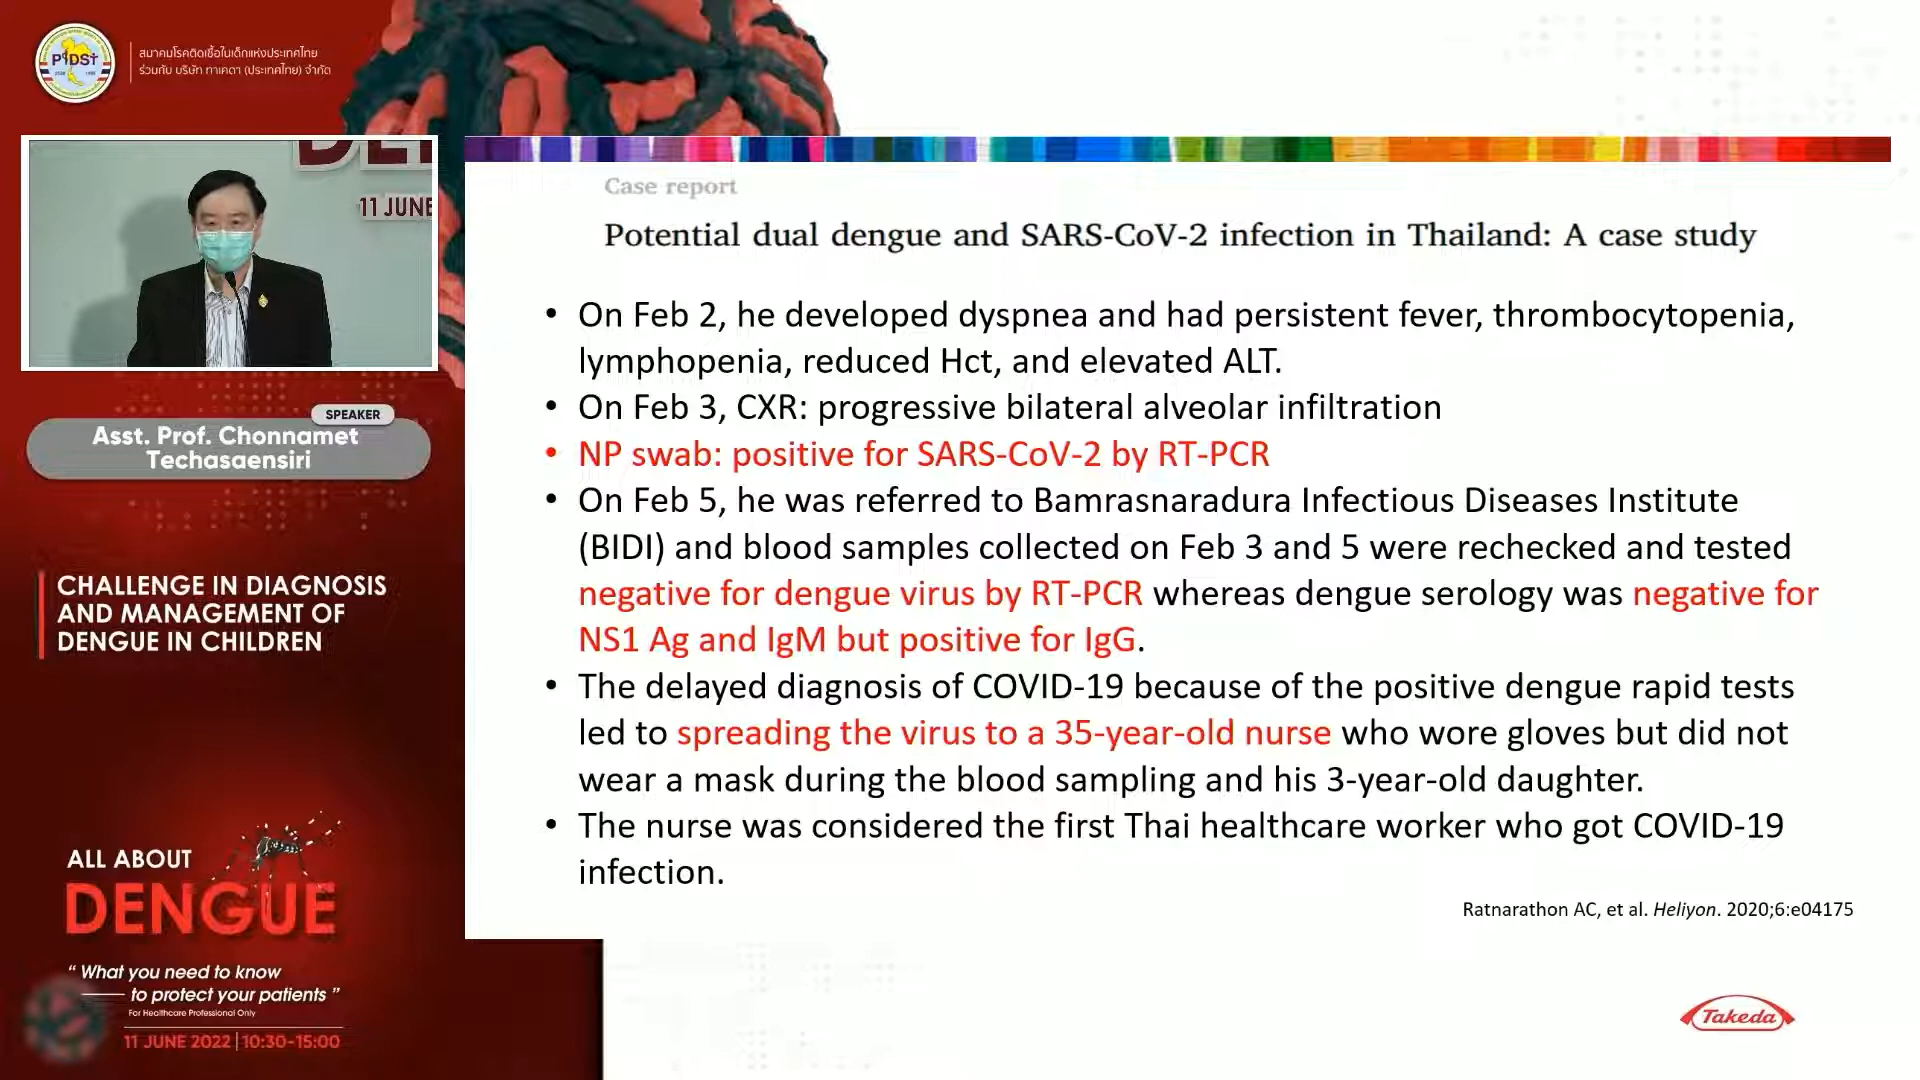 PIDST
สมาคมโรคติดเชื้อในเด็กแห่งประเทศไทย
ร่วมกับ บริษัท ทาเคดา (ประเทศไทย) จำกัด
11 JUNE
SPEAKER
Asst. Prof. Chonnamet
Techasaensiri
CHALLENGE IN DIAGNOSIS
AND MANAGEMENT OF
DENGUE IN CHILDREN
ALL ABOUT
DENGUE
“ What you need to know
to protect your patients ”
For Healthcare Professional Only
11 JUNE 2022 | 10:30-15:00
Case report
Potential dual dengue and SARS-CoV-2 infection in Thailand: A case study
• On Feb 2, he developed dyspnea and had persistent fever, thrombocytopenia,
lymphopenia, reduced Hct, and elevated ALT.
• On Feb 3, CXR: progressive bilateral alveolar infiltration
• NP swab: positive for SARS-CoV-2 by RT-PCR
• On Feb 5, he was referred to Bamrasnaradura Infectious Diseases Institute
(BIDI) and blood samples collected on Feb 3 and 5 were rechecked and tested
negative for dengue virus by RT-PCR whereas dengue serology was negative for
NS1 Ag and IgM but positive for IgG.
• The delayed diagnosis of COVID-19 because of the positive dengue rapid tests
led to spreading the virus to a 35-year-old nurse who wore gloves but did not
wear a mask during the blood sampling and his 3-year-old daughter.
• The nurse was considered the first Thai healthcare worker who got COVID-19
infection.
Ratnarathon AC, et al. Heliyon. 2020;6:e04175
Takeda